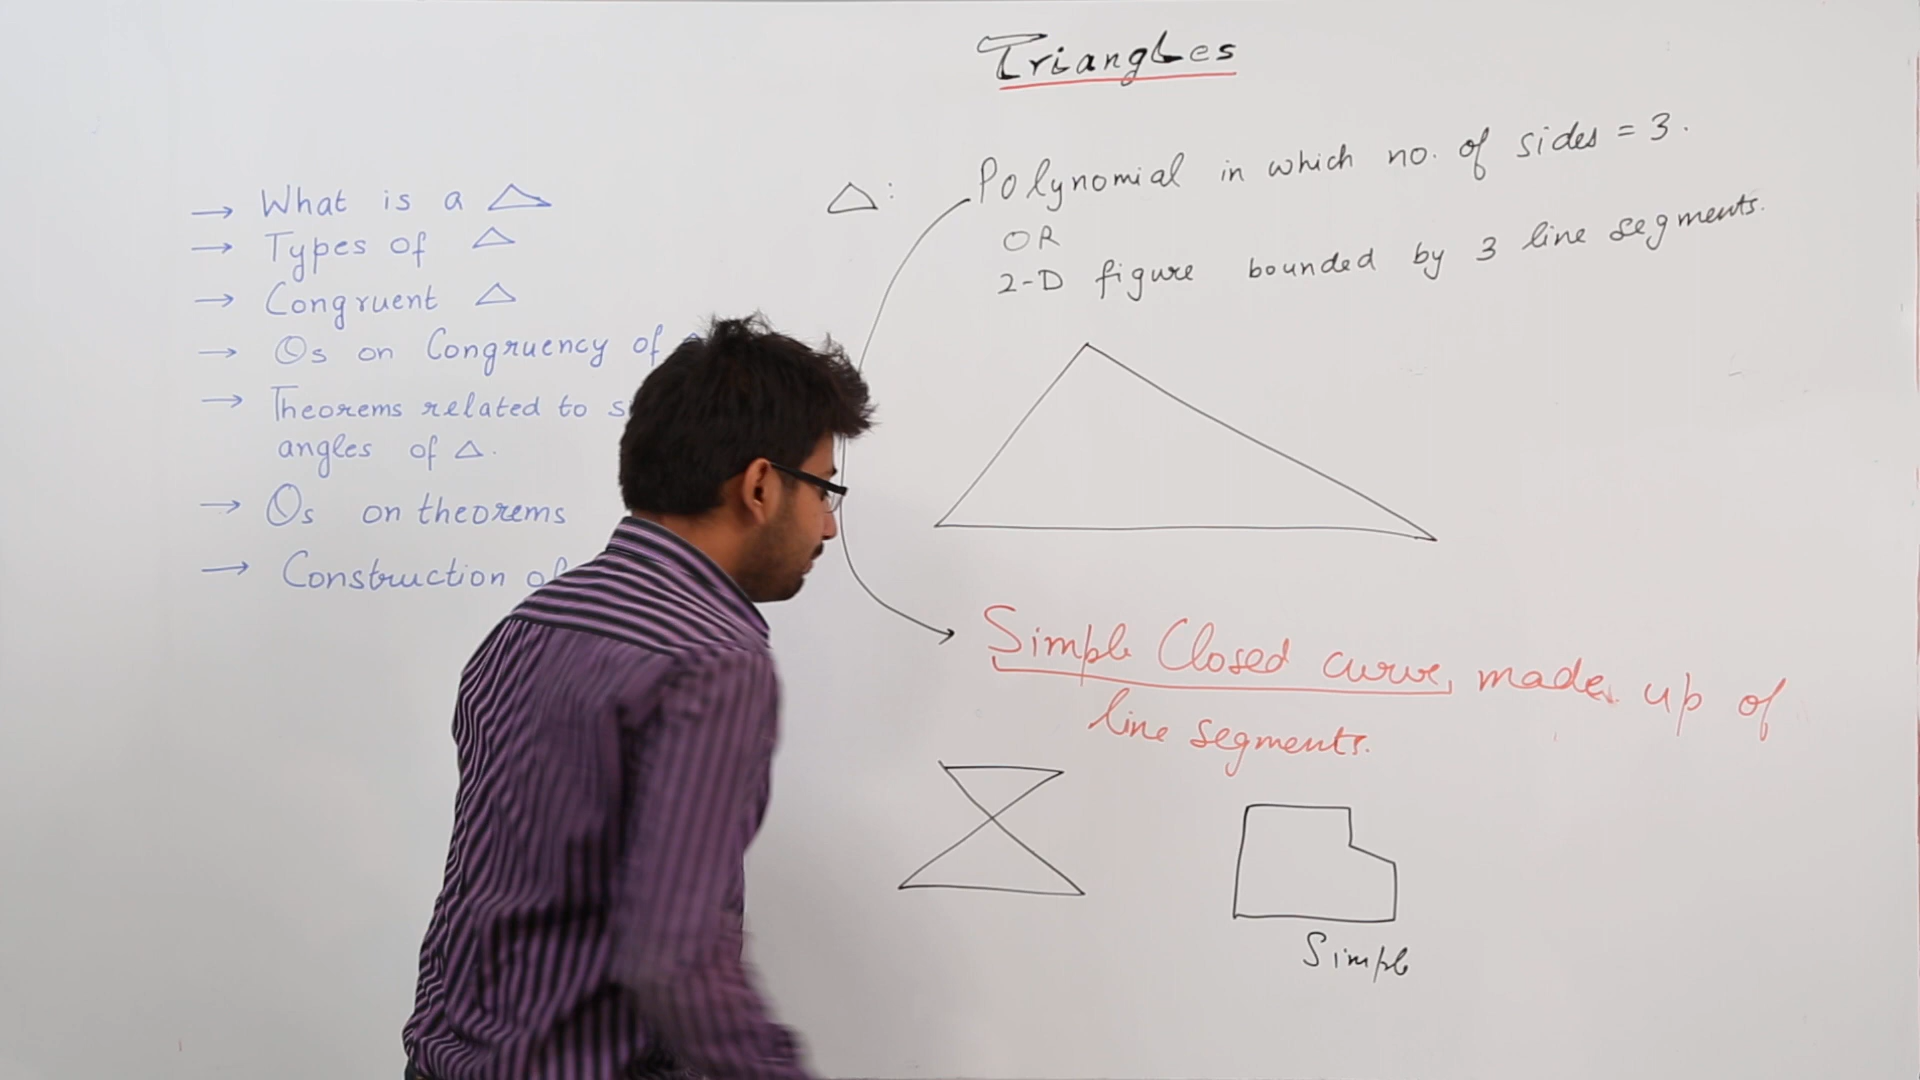 Triangles
→ What is a △
→ Types of △
→ Congruent △
→ Qs on Congruency of
→ Theorems related to
angles of △.
→ Qs on theorems
→ Construction of
△: Polynomial in which no. of sides = 3.
OR
2-D figure bounded by 3 line segments.
Simple Closed curve, made up of
line segments.
Simple